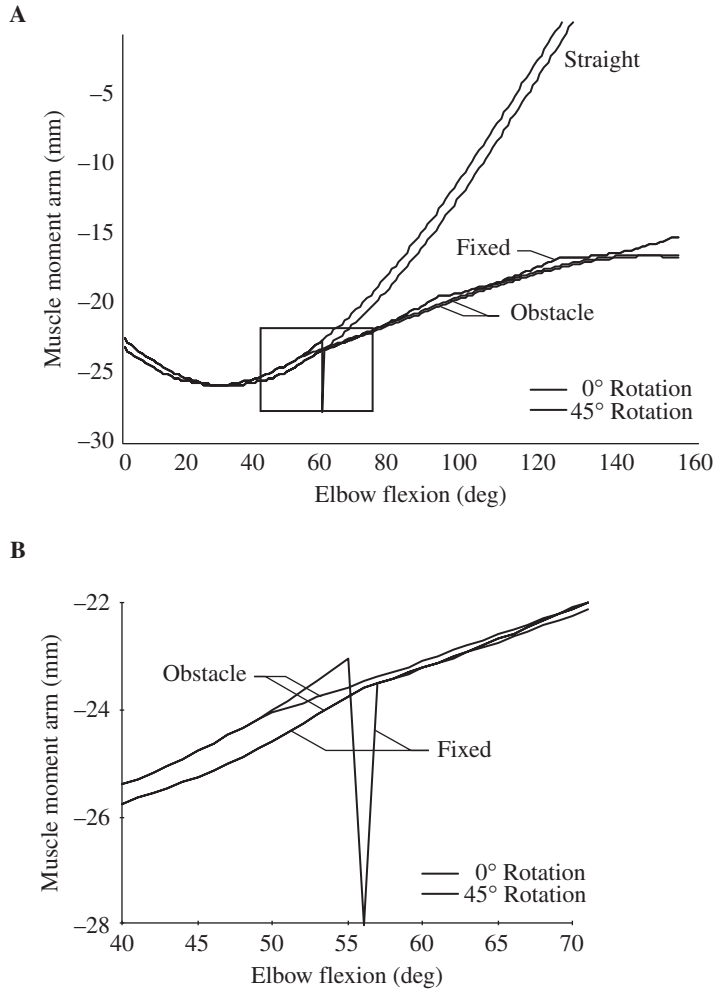 A
Muscle moment arm (mm)
–5
–10
–15
–20
–25
–30
Straight
Fixed
Obstacle
0° Rotation
45° Rotation
0 20 40 60 80 100 120 140 160
Elbow flexion (deg)
B
Muscle moment arm (mm)
–22
–24
–26
–28
Obstacle
Fixed
0° Rotation
45° Rotation
40 45 50 55 60 65 70
Elbow flexion (deg)